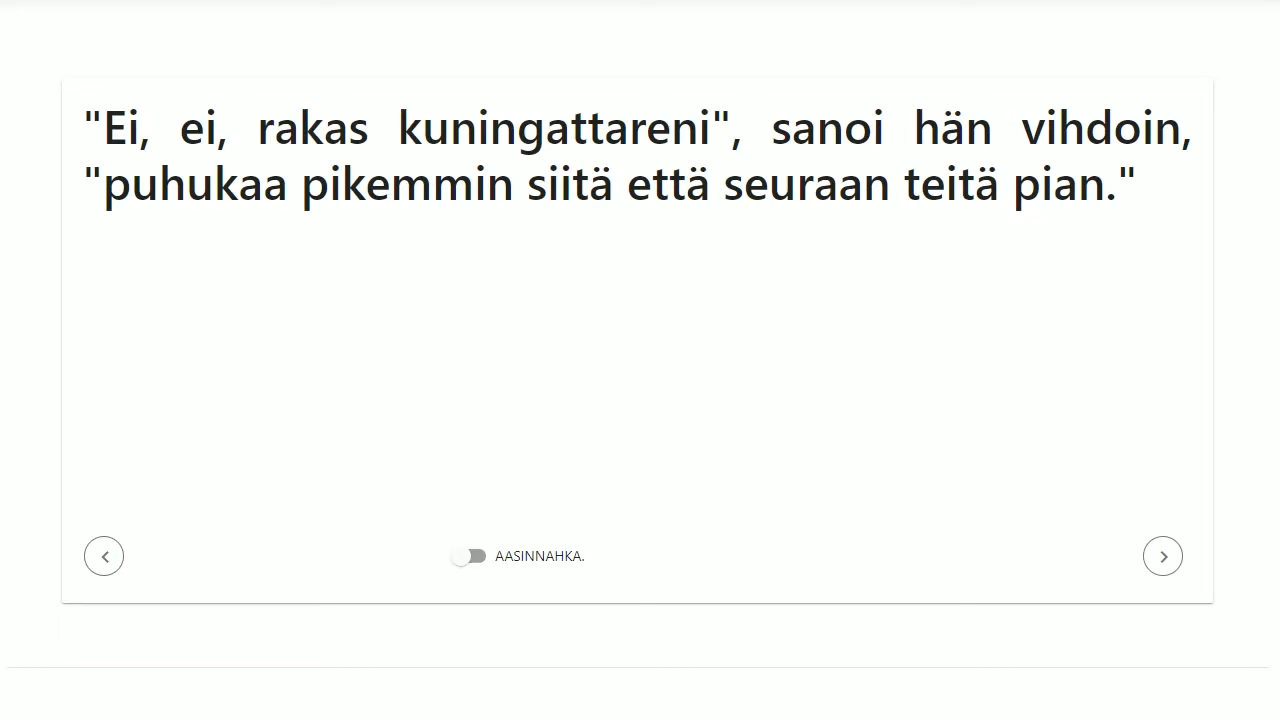 "Ei, ei, rakas kuningattareni", sanoi hän vihdoin,
"puhukaa pikemmin siitä että seuraan teitä pian."
AASINNAHKA.